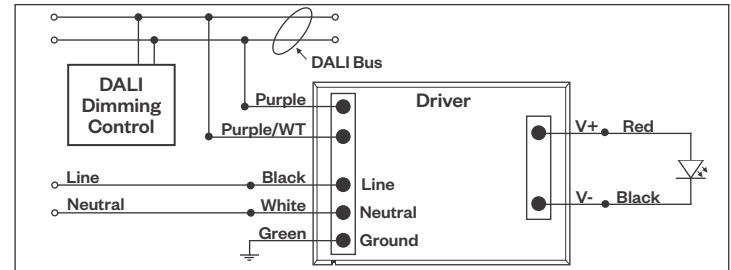 DALI Bus
DALI
Dimming
Control
Driver
Purple
Purple/WT
V+ Red
Line Black Line
Neutral White Neutral
V- Black
Green Ground